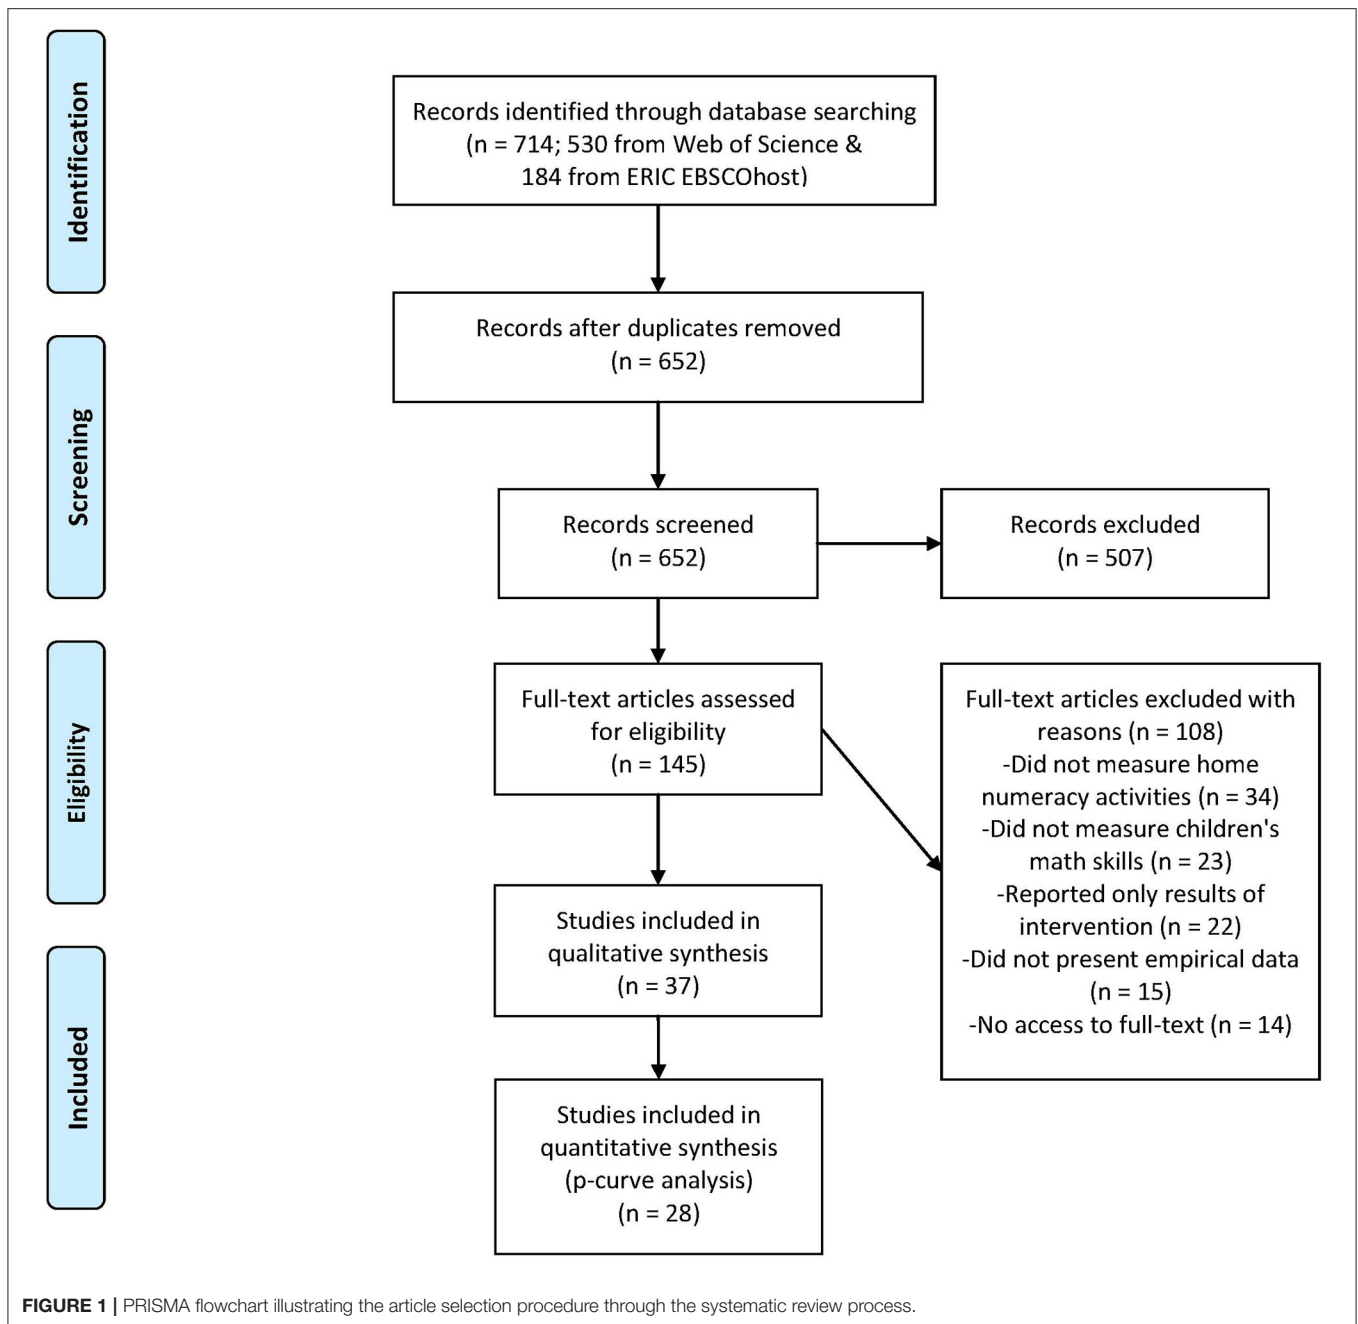 Identification
Records identified through database searching
(n = 714; 530 from Web of Science &
184 from ERIC EBSCOhost)
Records after duplicates removed
(n = 652)
Screening
Records screened
(n = 652)
Records excluded
(n = 507)
Eligibility
Full-text articles assessed
for eligibility
(n = 145)
Full-text articles excluded with
reasons (n = 108)
-Did not measure home
numeracy activities (n = 34)
-Did not measure children's
math skills (n = 23)
-Reported only results of
intervention (n = 22)
-Did not present empirical data
(n = 15)
-No access to full-text (n = 14)
Included
Studies included in
qualitative synthesis
(n = 37)
Studies included in
quantitative synthesis
(p-curve analysis)
(n = 28)
FIGURE 1 | PRISMA flowchart illustrating the article selection procedure through the systematic review process.